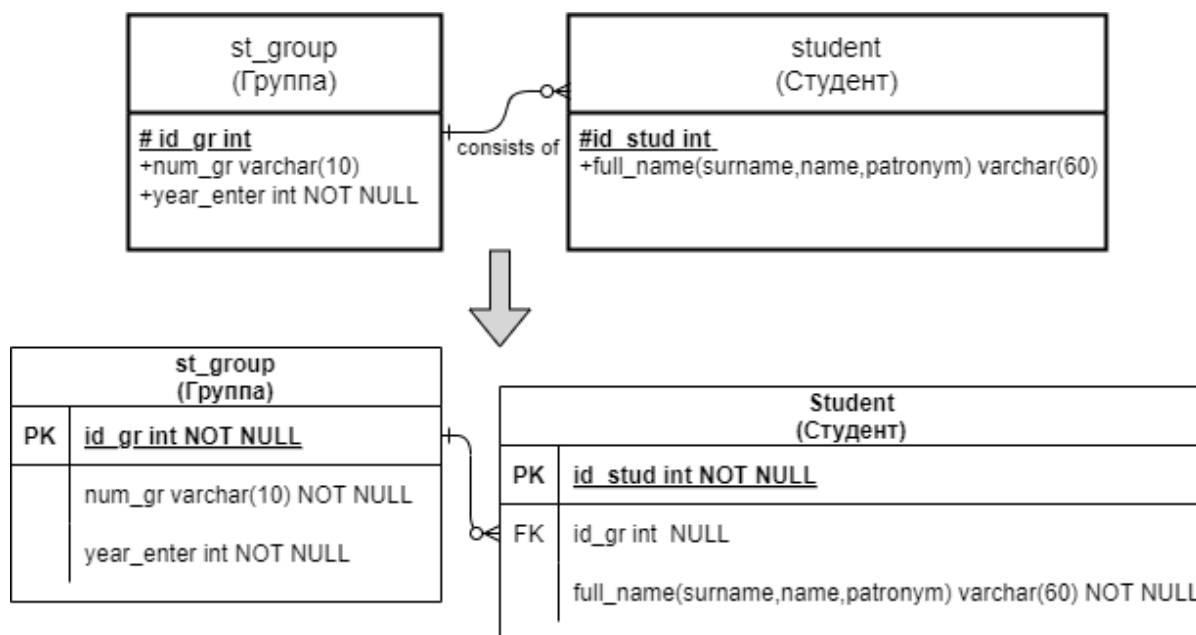 st_group
(Группа)
# id_gr int
+num_gr varchar(10)
+year_enter int NOT NULL
consists of
student
(Студент)
#id_stud int
+full_name(surname,name,patronym) varchar(60)
st_group
(Группа)
PK id_gr int NOT NULL
num_gr varchar(10) NOT NULL
year_enter int NOT NULL
Student
(Студент)
PK id_stud int NOT NULL
FK id_gr int NULL
full_name(surname,name,patronym) varchar(60) NOT NULL